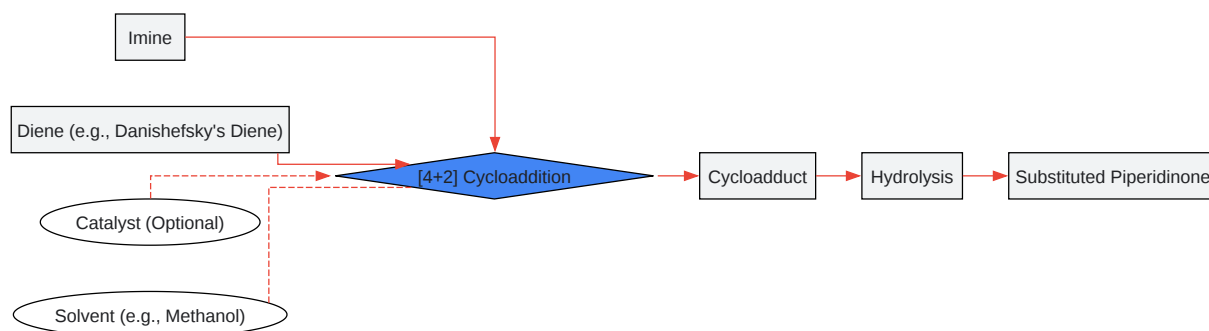 Imine
Diene (e.g., Danishefsky's Diene)
[4+2] Cycloaddition
Cycloadduct
Hydrolysis
Substituted Piperidinone
Catalyst (Optional)
Solvent (e.g., Methanol)